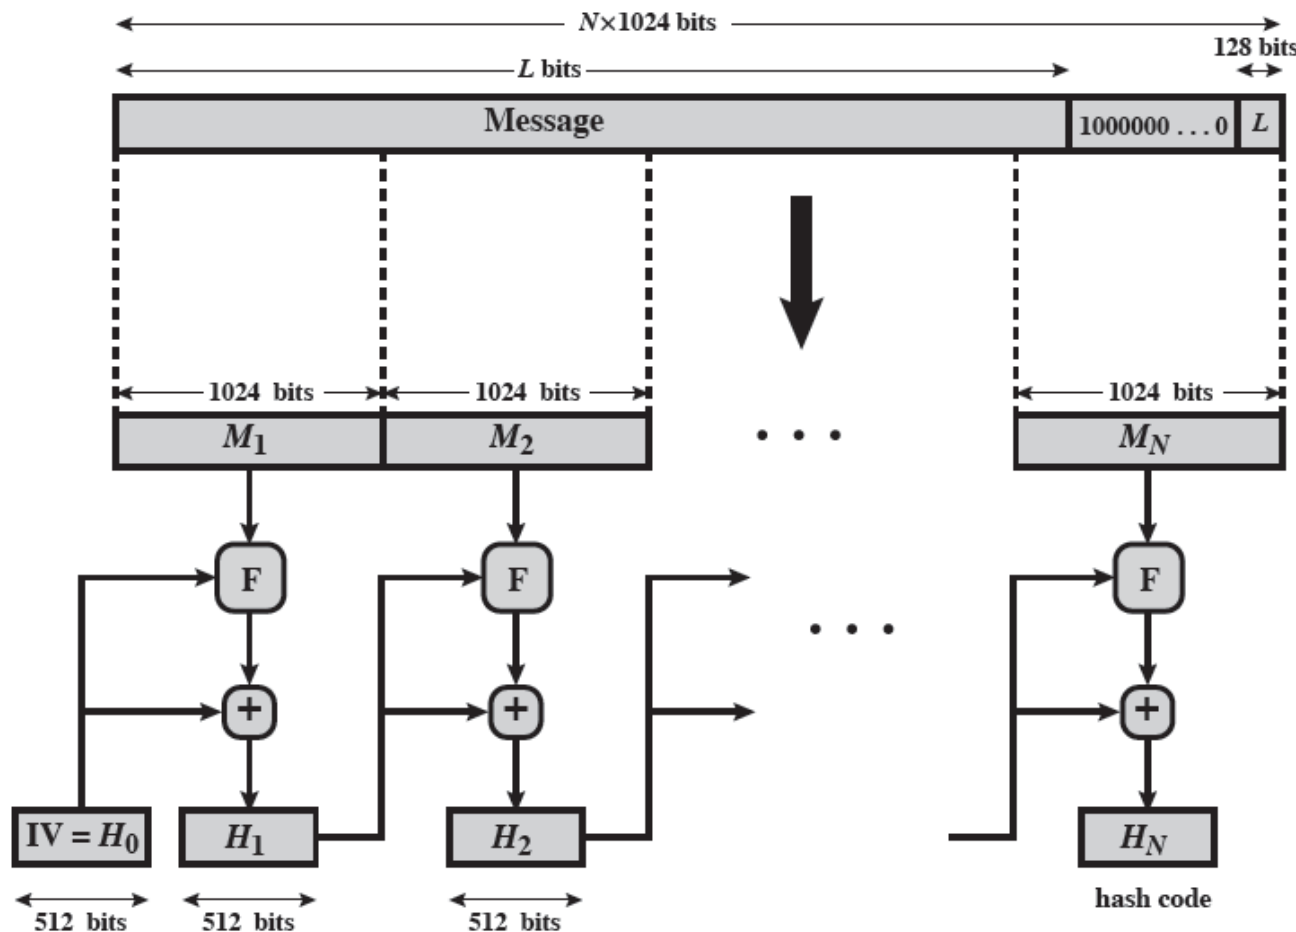 N×1024 bits
128 bits
L bits
Message
1000000 . . . 0
L
1024 bits
1024 bits
1024 bits
M1
M2
. . .
MN
F
F
F
. . .
+
+
+
IV = H0
H1
H2
HN
hash code
512 bits
512 bits
512 bits